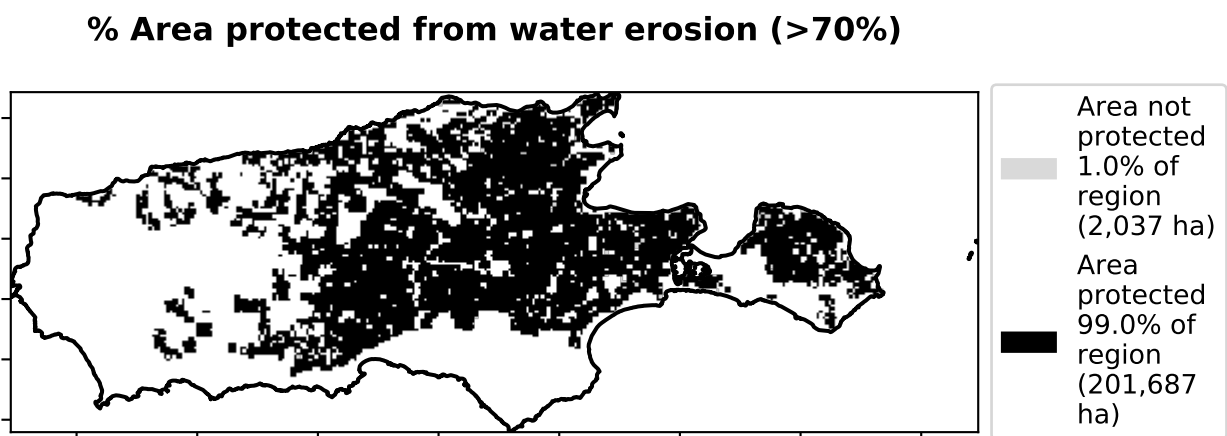 % Area protected from water erosion (>70%)
Area not
protected
1.0% of
region
(2,037 ha)
Area
protected
99.0% of
region
(201,687
ha)